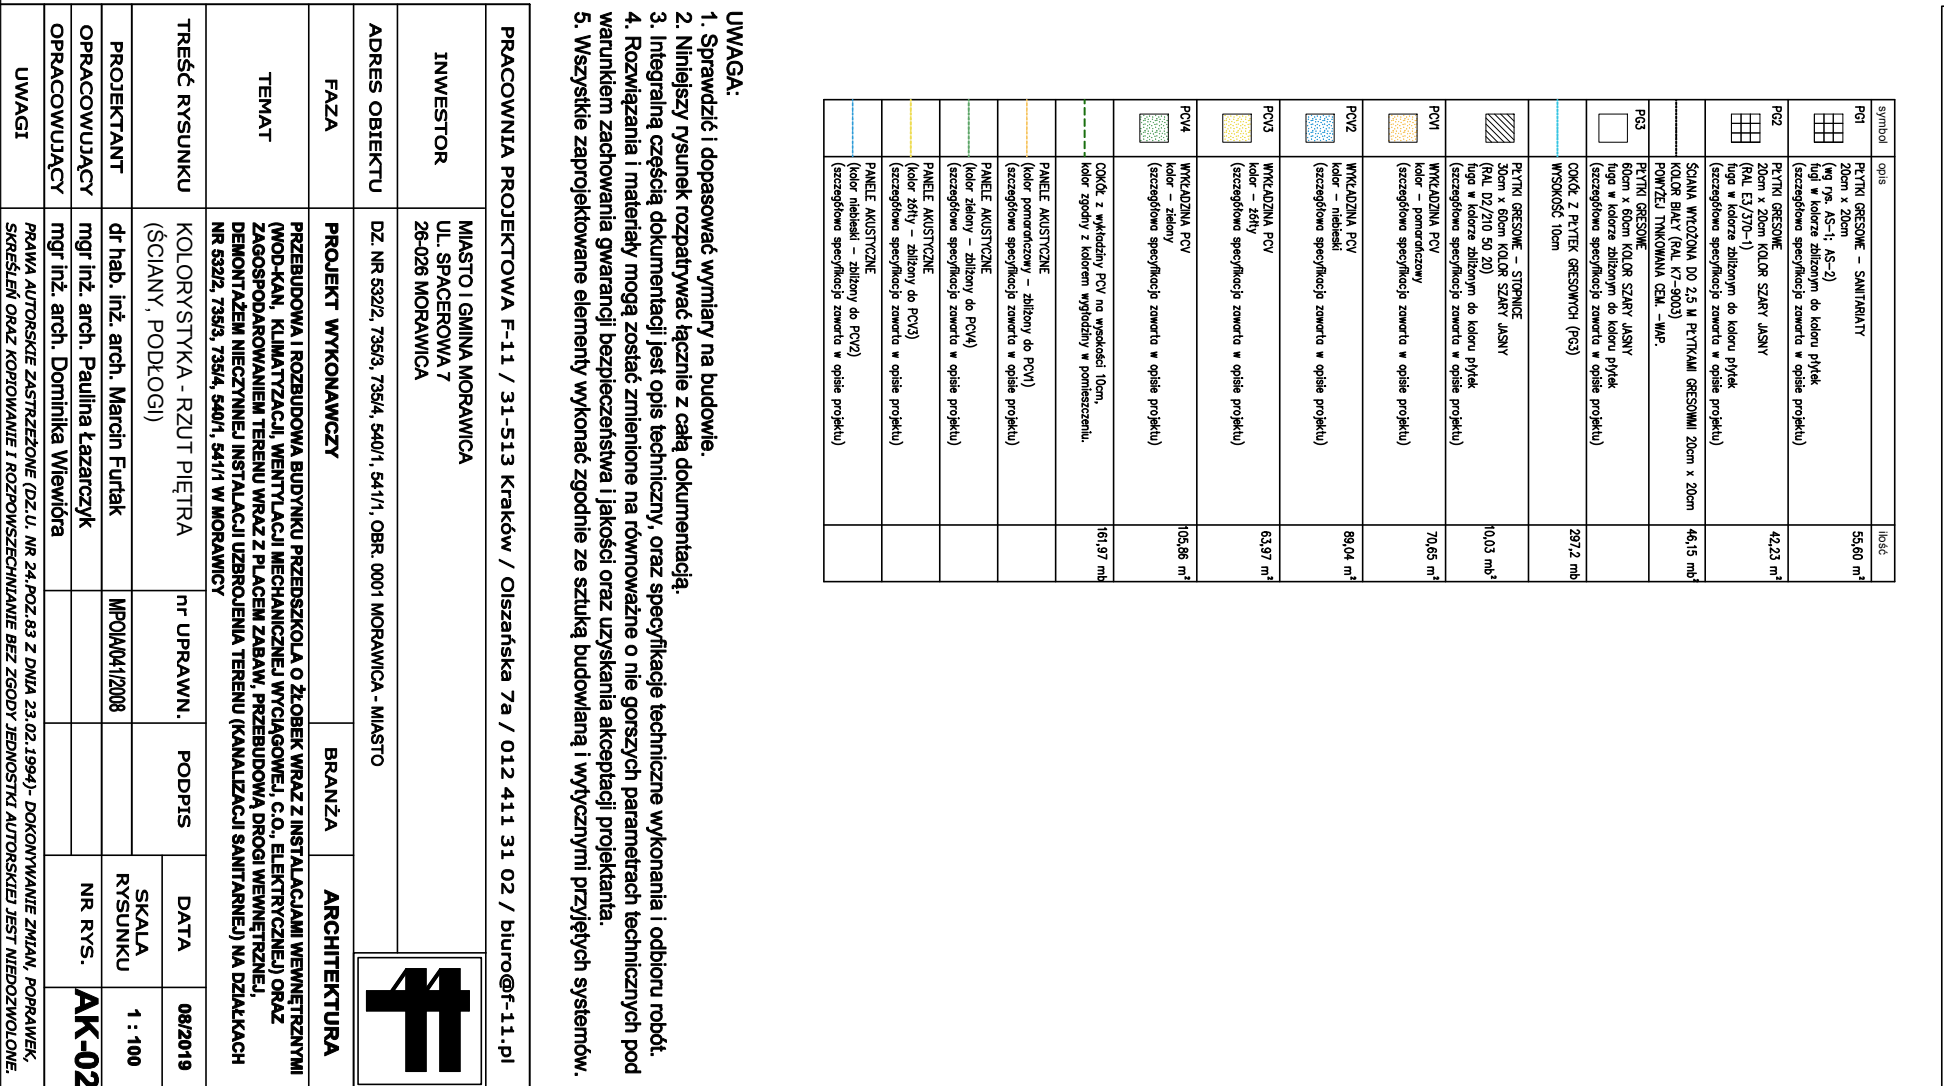 symbol opis ilość
PG1 PŁYTKI GRESOWE – SANITARIATY 55,60 m²
20cm x 20cm
(wg rys. AS-1; AS-2)
fugi w kolorze zbliżonym do koloru płytek
(szczegółowa specyfikacja zawarta w opisie projektu)
PG2 PŁYTKI GRESOWE 42,23 m²
20cm x 20cm KOLOR SZARY JASNY
(RAL E3/370-1)
fuga w kolorze zbliżonym do koloru płytek
(szczegółowa specyfikacja zawarta w opisie projektu)
ŚCIANA WYŁOŻONA DO 2,5 M PŁYTKAMI GRESOWMI 20cm x 20cm 46,15 mb²
KOLOR BIAŁY (RAL K7-9003)
POWYŻEJ TYNKOWANA CEM. -WAP.
PG3 PŁYTKI GRESOWE
60cm x 60cm KOLOR SZARY JASNY
fuga w kolorze zbliżonym do koloru płytek
(szczegółowa specyfikacja zawarta w opisie projektu)
COKÓŁ Z PŁYTEK GRESOWYCH (PG3) 297,2 mb
WYSOKOŚĆ 10cm
PŁYTKI GRESOWE – STOPNICE 10,03 mb²
30cm x 60cm KOLOR SZARY JASNY
(RAL D2/210 50 20)
fuga w kolorze zbliżonym do koloru płytek
(szczegółowa specyfikacja zawarta w opisie projektu)
PCV1 WYKŁADZINA PCV 70,65 m²
kolor – pomarańczowy
(szczegółowa specyfikacja zawarta w opisie projektu)
PCV2 WYKŁADZINA PCV 89,04 m²
kolor – niebieski
(szczegółowa specyfikacja zawarta w opisie projektu)
PCV3 WYKŁADZINA PCV 63,97 m²
kolor – żółty
(szczegółowa specyfikacja zawarta w opisie projektu)
PCV4 WYKŁADZINA PCV 105,86 m²
kolor – zielony
(szczegółowa specyfikacja zawarta w opisie projektu)
COKÓŁ z wykładziny PCV na wysokości 10cm, 161,97 mb
kolor zgodny z kolorem wygładziny w pomieszczeniu.
PANELE AKUSTYCZNE
(kolor pomarańczowy – zbliżony do PCV1)
(szczegółowa specyfikacja zawarta w opisie projektu)
PANELE AKUSTYCZNE
(kolor zielony – zbliżony do PCV4)
(szczegółowa specyfikacja zawarta w opisie projektu)
PANELE AKUSTYCZNE
(kolor żółty – zbliżony do PCV3)
(szczegółowa specyfikacja zawarta w opisie projektu)
PANELE AKUSTYCZNE
(kolor niebieski – zbliżony do PCV2)
(szczegółowa specyfikacja zawarta w opisie projektu)
UWAGA:
1. Sprawdzić i dopasować wymiary na budowie.
2. Niniejszy rysunek rozpatrywać łącznie z całą dokumentacją.
3. Integralną częścią dokumentacji jest opis techniczny, oraz specyfikacje techniczne wykonania i odbioru robót.
4. Rozwiązania i materiały mogą zostać zmienione na równoważne o nie gorszych parametrach technicznych pod
warunkiem zachowania gwarancji bezpieczeństwa i jakości oraz uzyskania akceptacji projektanta.
5. Wszystkie zaprojektowane elementy wykonać zgodnie ze sztuką budowlaną i wytycznymi przyjętych systemów.
PRACOWNIA PROJEKTOWA F-11 / 31-513 Kraków / Olszańska 7a / 012 411 31 02 / biuro@f-11.pl
INWESTOR MIASTO I GMINA MORAWICA
UL. SPACEROWA 7
26-026 MORAWICA
ADRES OBIEKTU DZ. NR 532/2, 735/3, 735/4, 540/1, 541/1, OBR. 0001 MORAWICA - MIASTO
FAZA PROJEKT WYKONAWCZY BRANŻA ARCHITEKTURA
TEMAT PRZEBUDOWA I ROZBUDOWA BUDYNKU PRZEDSZKOLA O ŻŁOBEK WRAZ Z INSTALACJAMI WEWNĘTRZNYMI
(WOD-KAN, KLIMATYZACJI, WENTYLACJI MECHANICZNEJ WYCIĄGOWEJ, C.O., ELEKTRYCZNEJ) ORAZ
ZAGOSPODAROWANIEM TERENU WRAZ Z PLACEM ZABAW, PRZEBUDOWĄ DROGI WEWNĘTRZNEJ,
DEMONTAŻEM NIECZYNNEJ INSTALACJI UZBROJENIA TERENU (KANALIZACJI SANITARNEJ) NA DZIAŁKACH
NR 532/2, 735/3, 735/4, 540/1, 541/1 W MORAWICY
TREŚĆ RYSUNKU KOLORYSTYKA - RZUT PIĘTRA nr UPRAWN. PODPIS DATA 08/2019
(ŚCIANY, PODŁOGI)
PROJEKTANT dr hab. inż. arch. Marcin Furtak MPOIA/041/2008 SKALA RYSUNKU 1 : 100
OPRACOWUJĄCY mgr inż. arch. Paulina Łazarczyk NR RYS. AK-02
OPRACOWUJĄCY mgr inż. arch. Dominika Wiewióra
UWAGI PRAWA AUTORSKIE ZASTRZEŻONE (DZ.U. NR 24.POZ.83 Z DNIA 23.02.1994)- DOKONYWANIE ZMIAN, POPRAWEK,
SKREŚLEŃ ORAZ KOPIOWANIE I ROZPOWSZECHNIANIE BEZ ZGODY JEDNOSTKI AUTORSKIEJ JEST NIEDOZWOLONE.